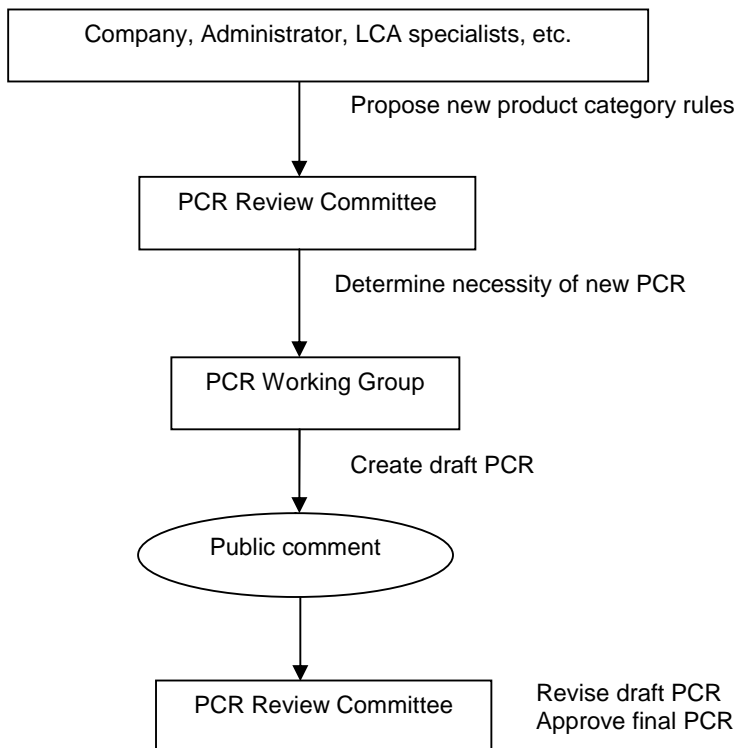 Company, Administrator, LCA specialists, etc.
Propose new product category rules
PCR Review Committee
Determine necessity of new PCR
PCR Working Group
Create draft PCR
Public comment
PCR Review Committee
Revise draft PCR
Approve final PCR